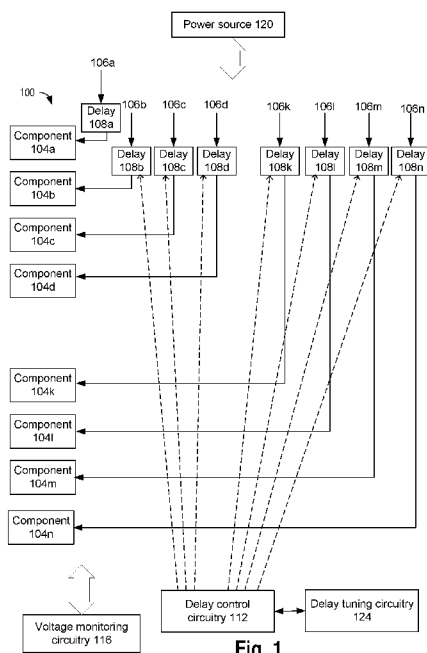 Power source 120
106a
100
Delay
108a
106b
106c
106d
106k
106l
106m
106n
Component
104a
Delay
108b
Delay
108c
Delay
108d
Delay
108k
Delay
108l
Delay
108m
Delay
108n
Component
104b
Component
104c
Component
104d
Component
104k
Component
104l
Component
104m
Component
104n
Voltage monitoring
circuitry 116
Delay control
circuitry 112
Delay tuning circuitry
124
Fig. 1